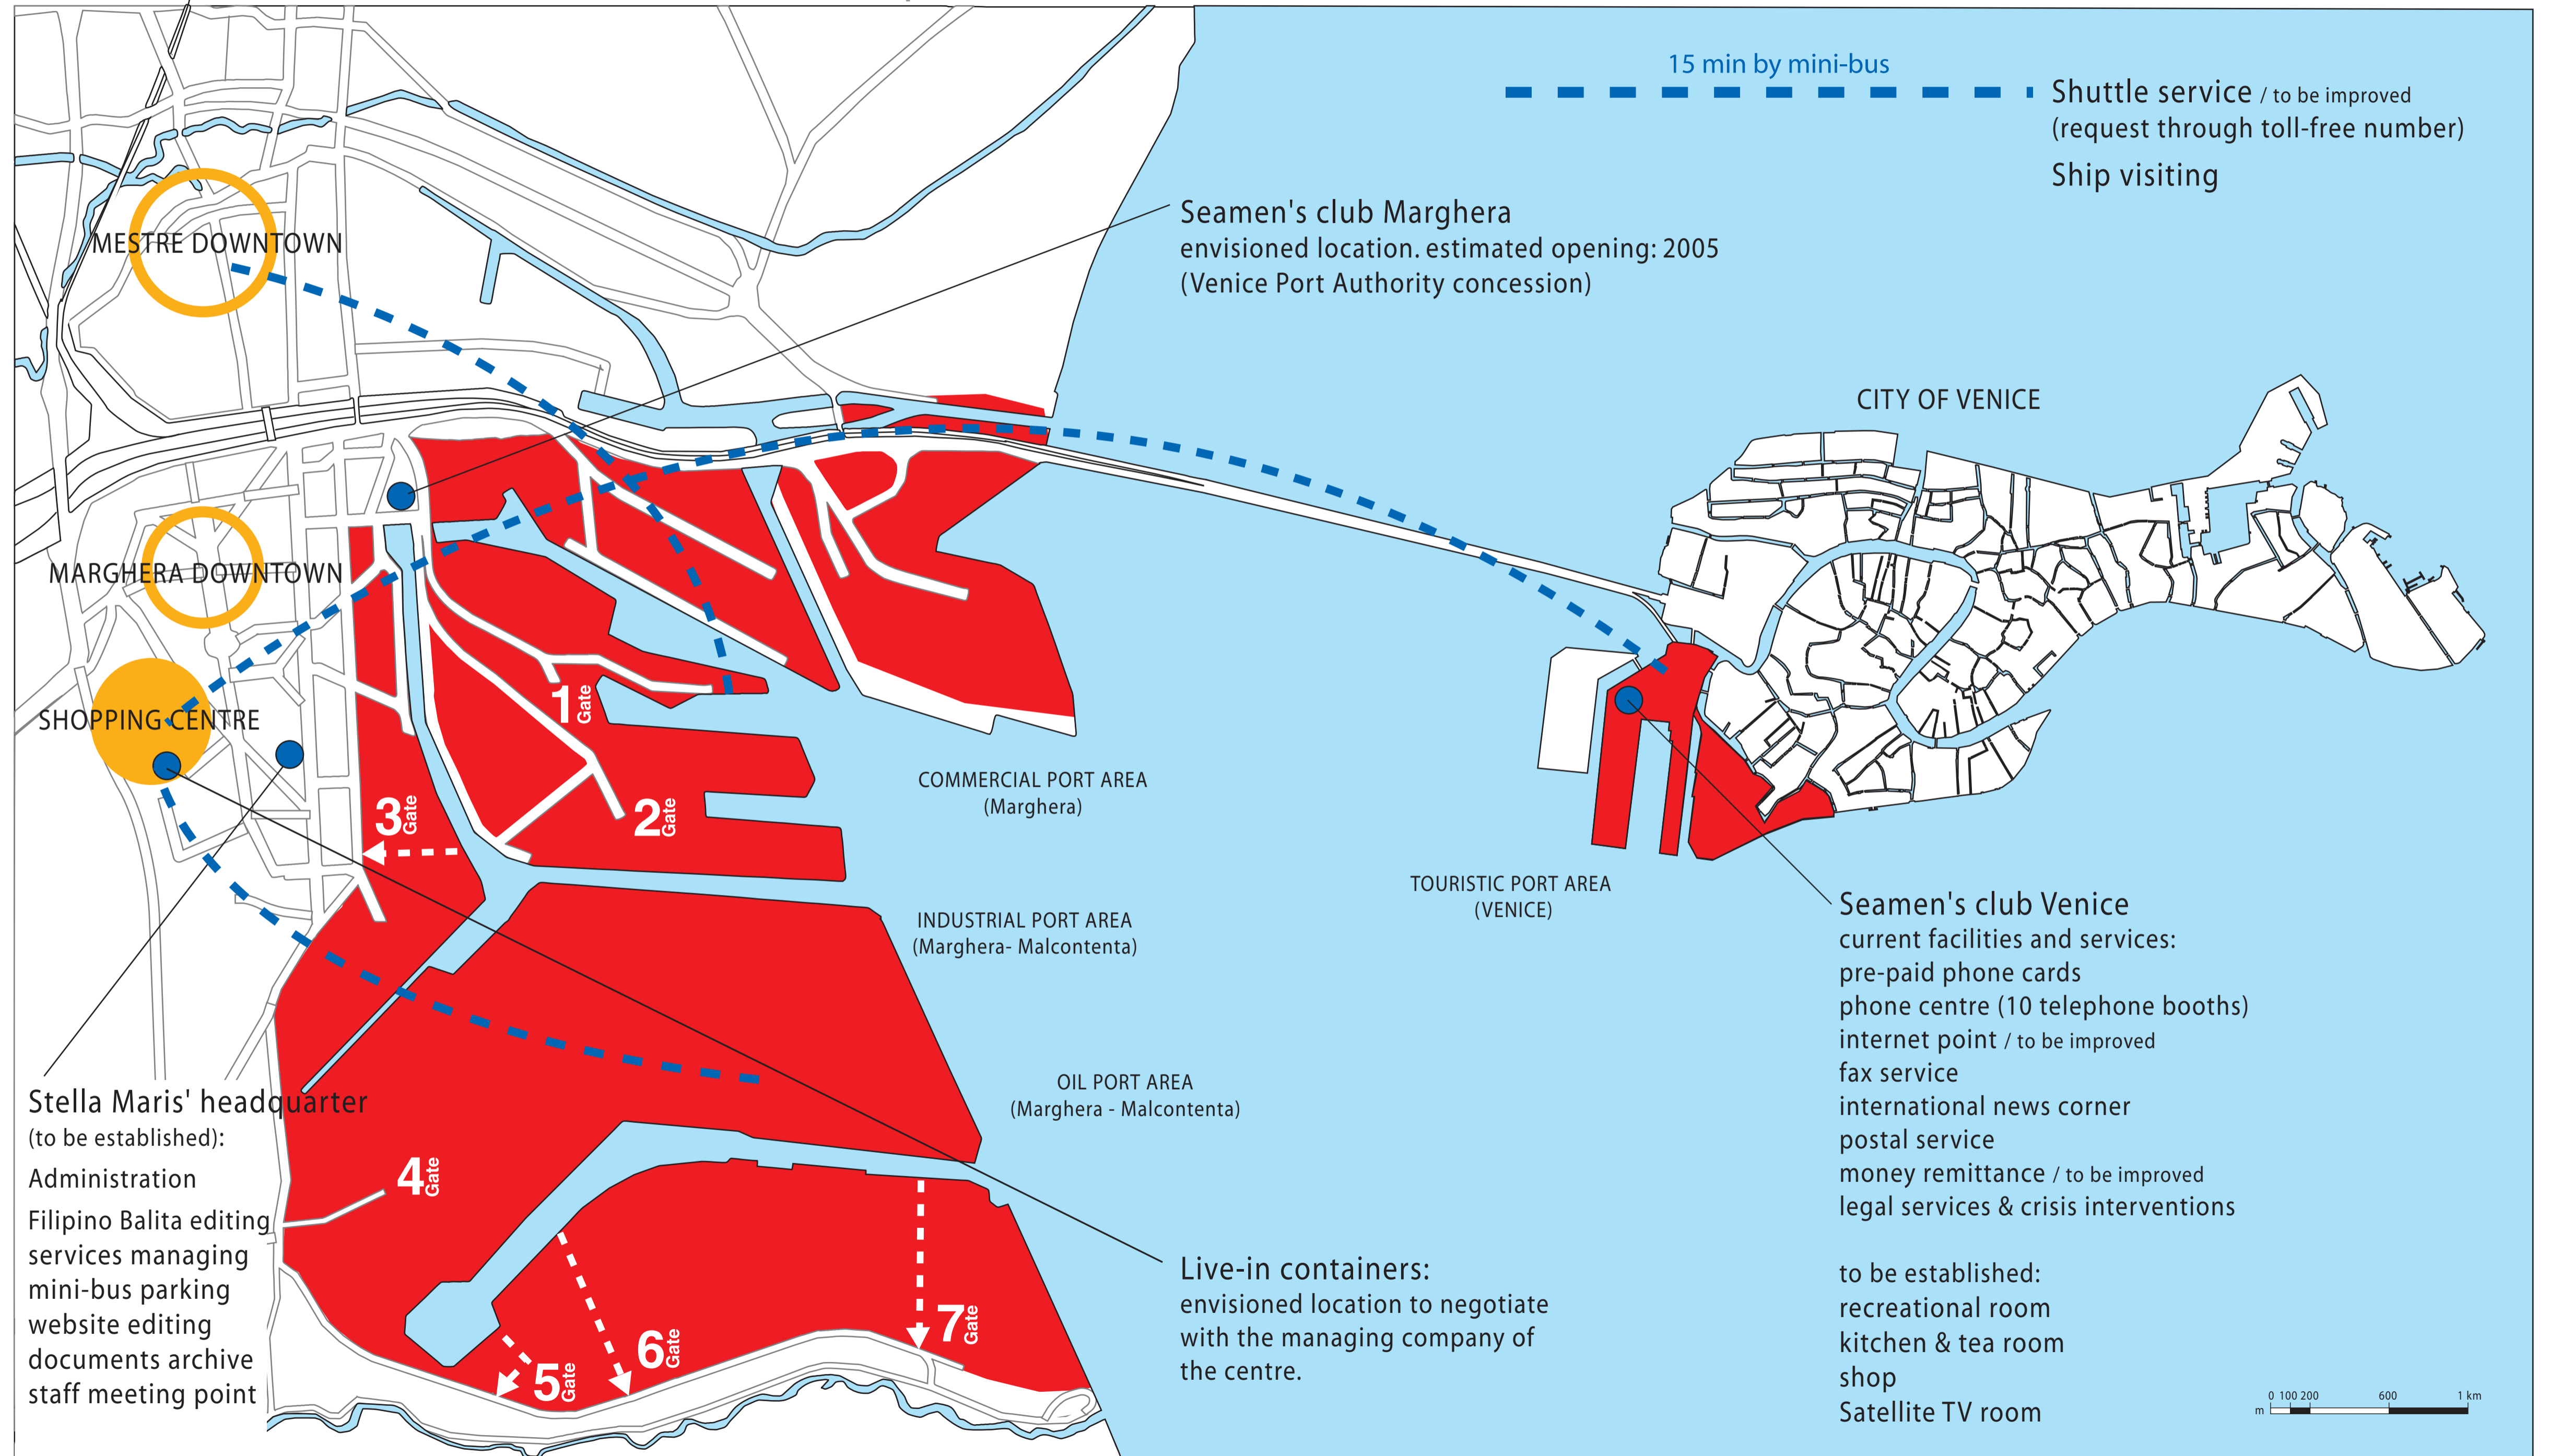 15 min by mini-bus
Shuttle service / to be improved
(request through toll-free number)
Ship visiting
Seamen's club Marghera
envisioned location. estimated opening: 2005
(Venice Port Authority concession)
MESTRE DOWNTOWN
CITY OF VENICE
MARGHERA DOWNTOWN
SHOPPING CENTRE
1 Gate
2 Gate
3 Gate
COMMERCIAL PORT AREA
(Marghera)
TOURISTIC PORT AREA
(VENICE)
INDUSTRIAL PORT AREA
(Marghera- Malcontenta)
OIL PORT AREA
(Marghera - Malcontenta)
4 Gate
5 Gate
6 Gate
7 Gate
Stella Maris' headquarter
(to be established):
Administration
Filipino Balita editing
services managing
mini-bus parking
website editing
documents archive
staff meeting point
Live-in containers:
envisioned location to negotiate
with the managing company of
the centre.
Seamen's club Venice
current facilities and services:
pre-paid phone cards
phone centre (10 telephone booths)
internet point / to be improved
fax service
international news corner
postal service
money remittance / to be improved
legal services & crisis interventions
to be established:
recreational room
kitchen & tea room
shop
Satellite TV room
0 100 200 600 1 km
m